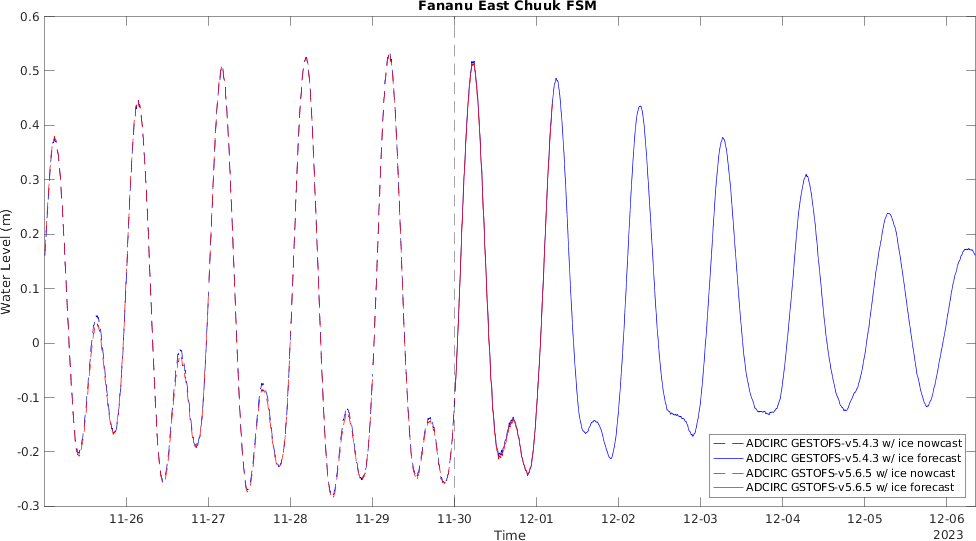 Fananu East Chuuk FSM
0.6
0.5
0.4
0.3
0.2
0.1
0
-0.1
-0.2
-0.3
Water Level (m)
11-26 11-27 11-28 11-29 11-30 12-01 12-02 12-03 12-04 12-05 12-06
Time
2023
ADCIRC GESTOFS-v5.4.3 w/ ice nowcast
ADCIRC GESTOFS-v5.4.3 w/ ice forecast
ADCIRC GSTOFS-v5.6.5 w/ ice nowcast
ADCIRC GSTOFS-v5.6.5 w/ ice forecast